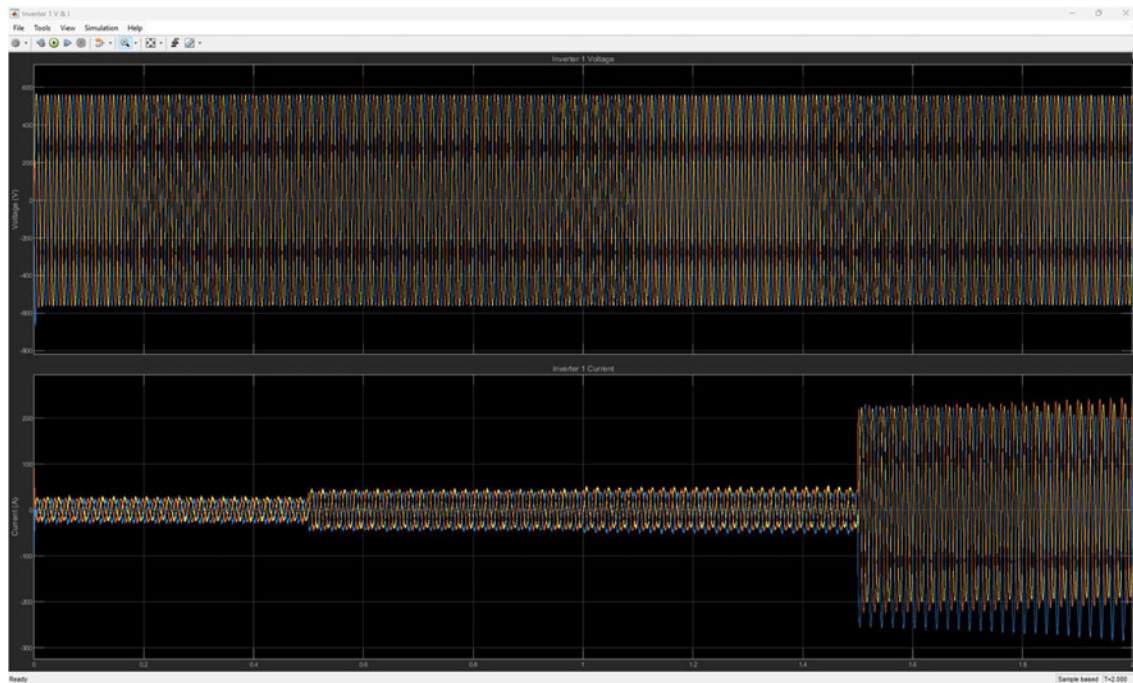 Inverter 1 V & I
File Tools View Simulation Help
Inverter 1 Voltage
600
400
200
0
-200
-400
-600
-800
Voltage (V)
Inverter 1 Current
200
100
0
-100
-200
-300
Current (A)
0 0.2 0.4 0.6 0.8 1 1.2 1.4 1.6 1.8 2
Ready
Sample based T=2.000